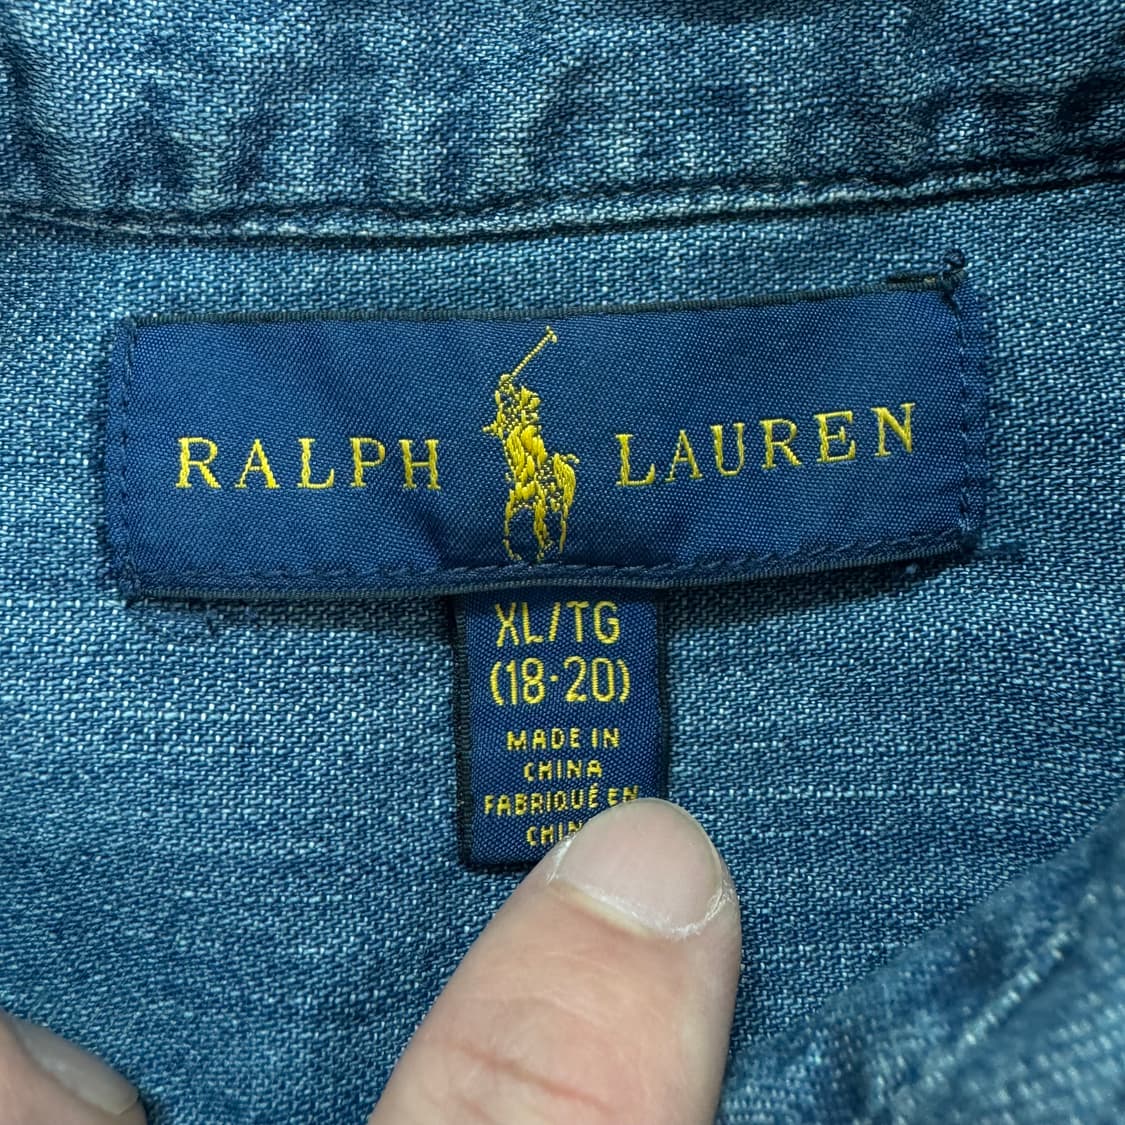 RALPH LAUREN
XL/TG
(18-20)
MADE IN
CHINA
FABRIQUÉ EN